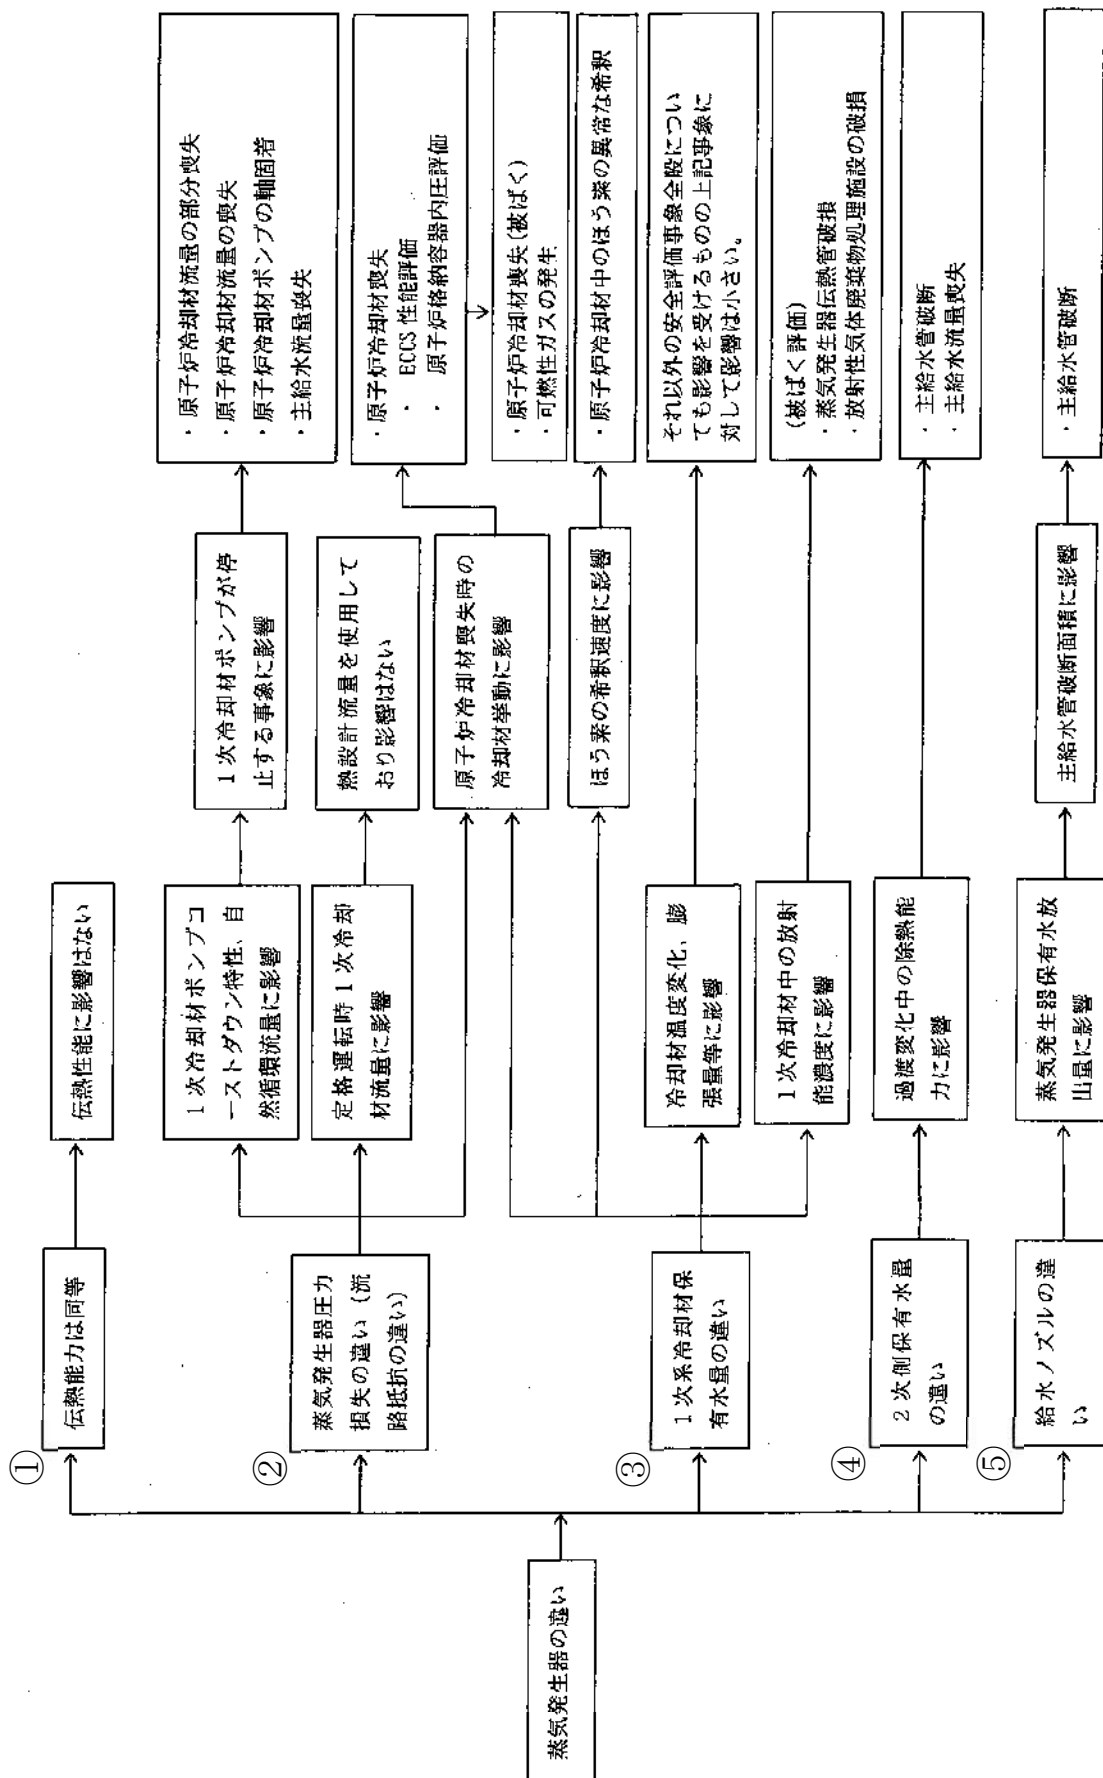 蒸気発生器の違い
①
伝熱能力は同等
伝熱性能に影響はない
②
蒸気発生器圧力
損失の違い（流
路抵抗の違い）
1次冷却材ポンプコ
ーストダウン特性、自
然循環流量に影響
1次冷却材ポンプが停
止する事象に影響
・原子炉冷却材流量の部分喪失
・原子炉冷却材流量の喪失
・原子炉冷却材ポンプの軸固着
・主給水流量喪失
定格運転時1次冷却
材流量に影響
熱設計流量を使用して
おり影響はない
原子炉冷却材喪失時の
冷却材挙動に影響
・原子炉冷却材喪失
・ECCS性能評価
・原子炉格納容器内圧評価
・原子炉冷却材喪失(被ばく)
・可燃性ガスの発生
③
1次系冷却材保
有水量の違い
ほう素の希釈速度に影響
・原子炉冷却材中のほう素の異常な希釈
冷却材温度変化、膨
張量等に影響
それ以外の安全評価事象全般につい
ても影響を受けるものの上記事象に
対して影響は小さい。
1次冷却材中の放射
能濃度に影響
(被ばく評価)
・蒸気発生器伝熱管破損
・放射性気体廃棄物処理施設の破損
④
2次側保有水量
の違い
過渡変化中の除熱能
力に影響
・主給水管破断
・主給水流量喪失
⑤
給水ノズルの違
い
蒸気発生器保有水放
出量に影響
主給水管破断面積に影響
・主給水管破断